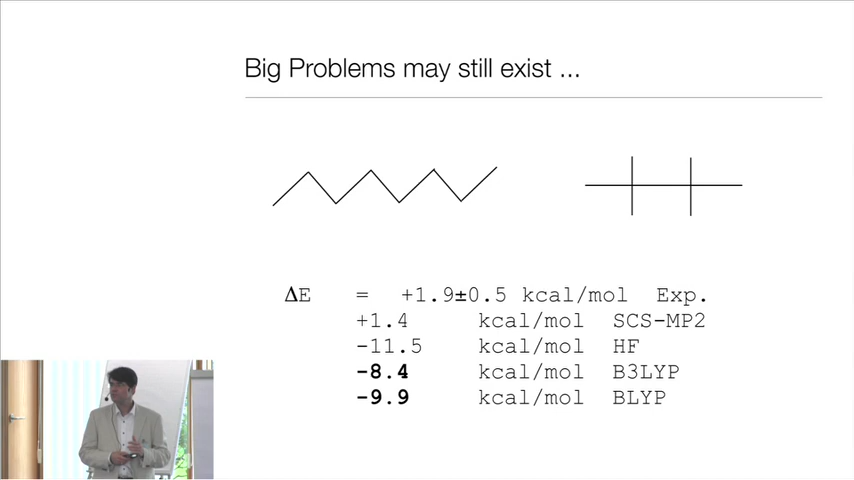 Big Problems may still exist ...
ΔE = +1.9±0.5 kcal/mol Exp.
+1.4 kcal/mol SCS-MP2
-11.5 kcal/mol HF
-8.4 kcal/mol B3LYP
-9.9 kcal/mol BLYP